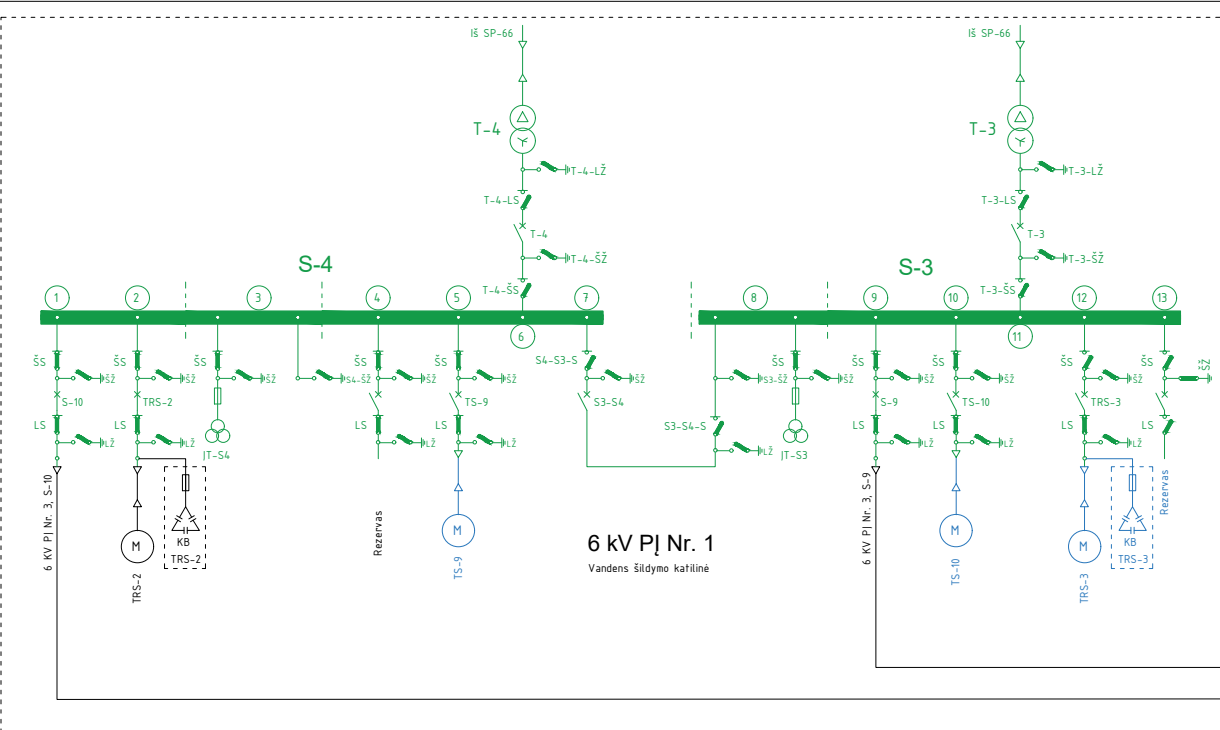 Iš SP-66
Iš SP-66
T-4
T-3
T-4-LŽ
T-3-LŽ
T-4-LS
T-3-LS
T-4
T-3
T-4-ŠŽ
T-3-ŠŽ
S-4
S-3
T-4-ŠS
T-3-ŠS
1
2
3
4
5
6
7
8
9
10
11
12
13
ŠS
ŠS
ŠS
ŠS
ŠS
S4-S3-S
ŠS
ŠS
ŠS
ŠS
ŠS
ŠŽ
ŠŽ
ŠŽ
ŠŽ
S4-ŠŽ
ŠŽ
ŠŽ
ŠŽ
S3-ŠŽ
ŠŽ
ŠŽ
ŠŽ
ŠŽ
S-10
TRS-2
TS-9
S3-S4
S-9
TS-10
TRS-3
LS
LS
LS
LS
S3-S4-S
LS
LS
LS
LS
LŽ
LŽ
ĮT-S4
LŽ
LŽ
LŽ
ĮT-S3
LŽ
LŽ
LŽ
6 KV PĮ Nr. 3, S-10
M
TRS-2
KB
TRS-2
Rezervas
M
TS-9
6 kV PĮ Nr. 1
Vandens šildymo katilinė
6 KV PĮ Nr. 3, S-9
M
TS-10
M
TRS-3
KB
TRS-3
Rezervas